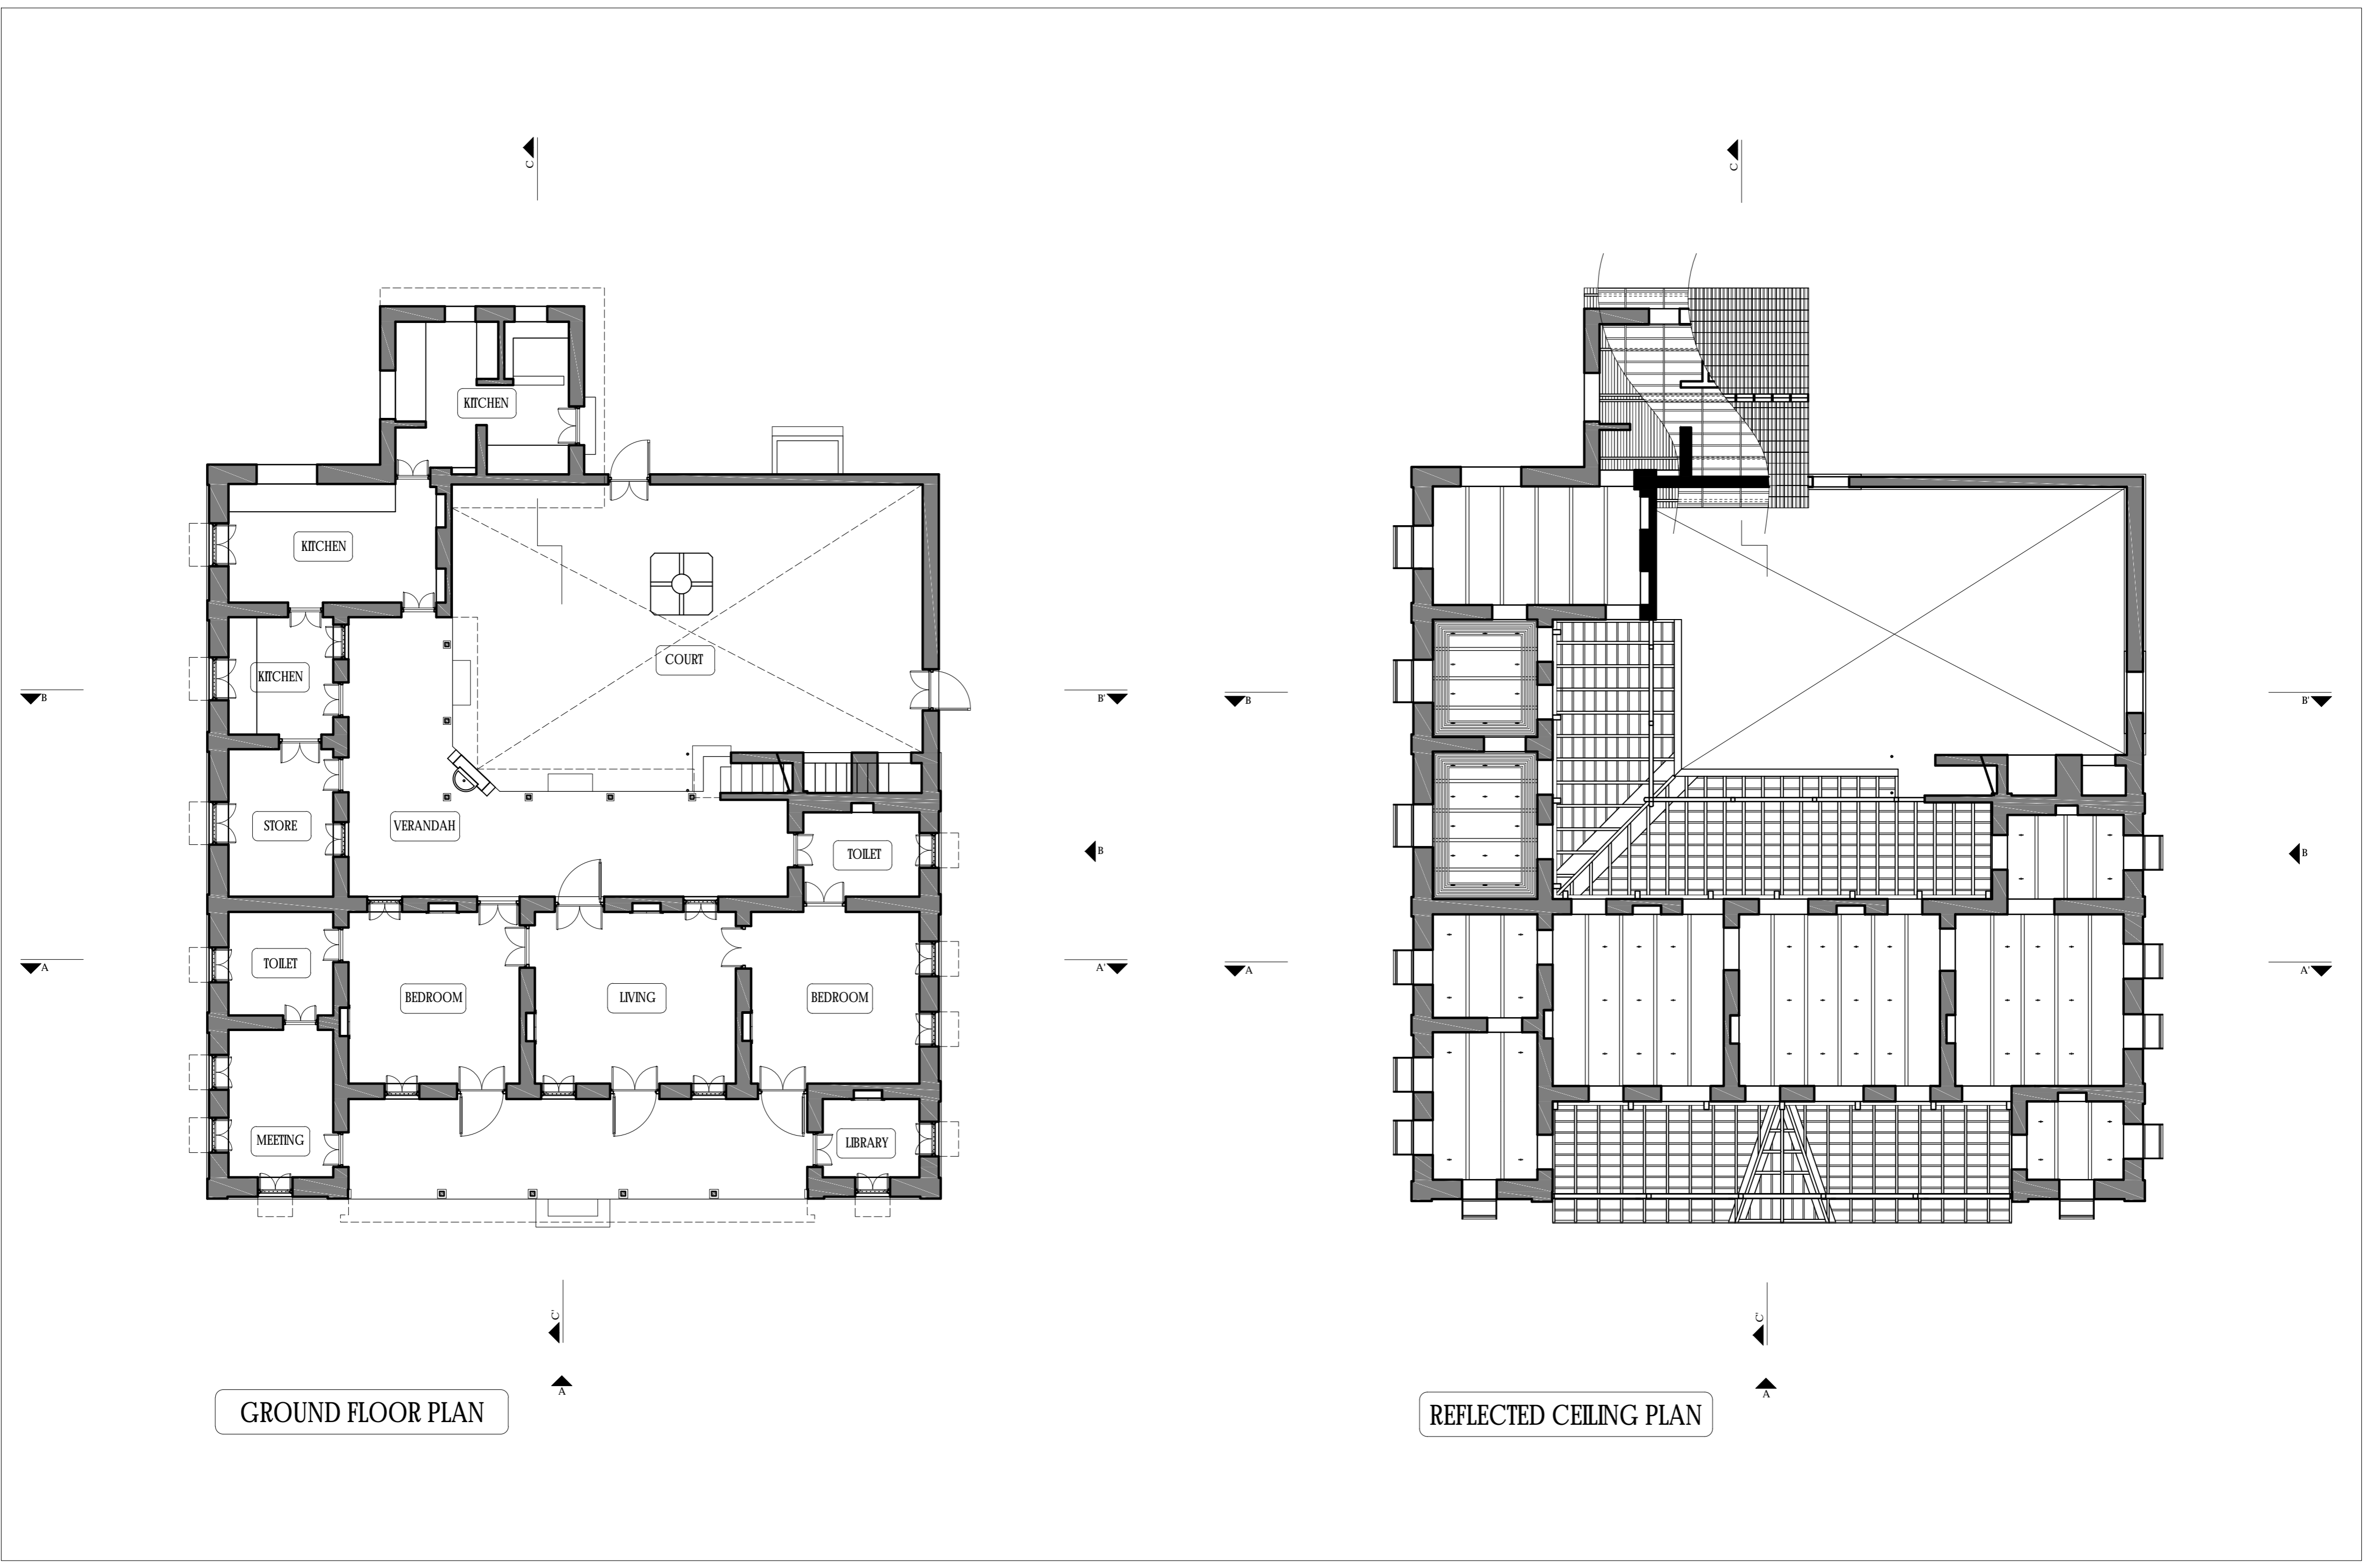 C
C
KITCHEN
KITCHEN
COURT
KITCHEN
B
B'
B
B'
STORE
VERANDAH
TOILET
B
B
TOILET
A
A'
A
A'
BEDROOM
LIVING
BEDROOM
MEETING
LIBRARY
C'
C'
A
A
GROUND FLOOR PLAN
REFLECTED CEILING PLAN